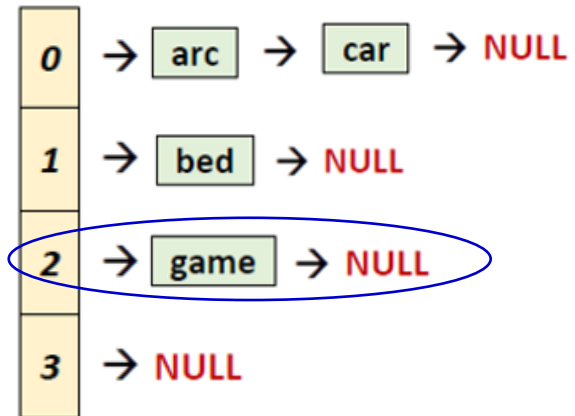 0 → arc → car → NULL
1 → bed → NULL
2 → game → NULL
3 → NULL